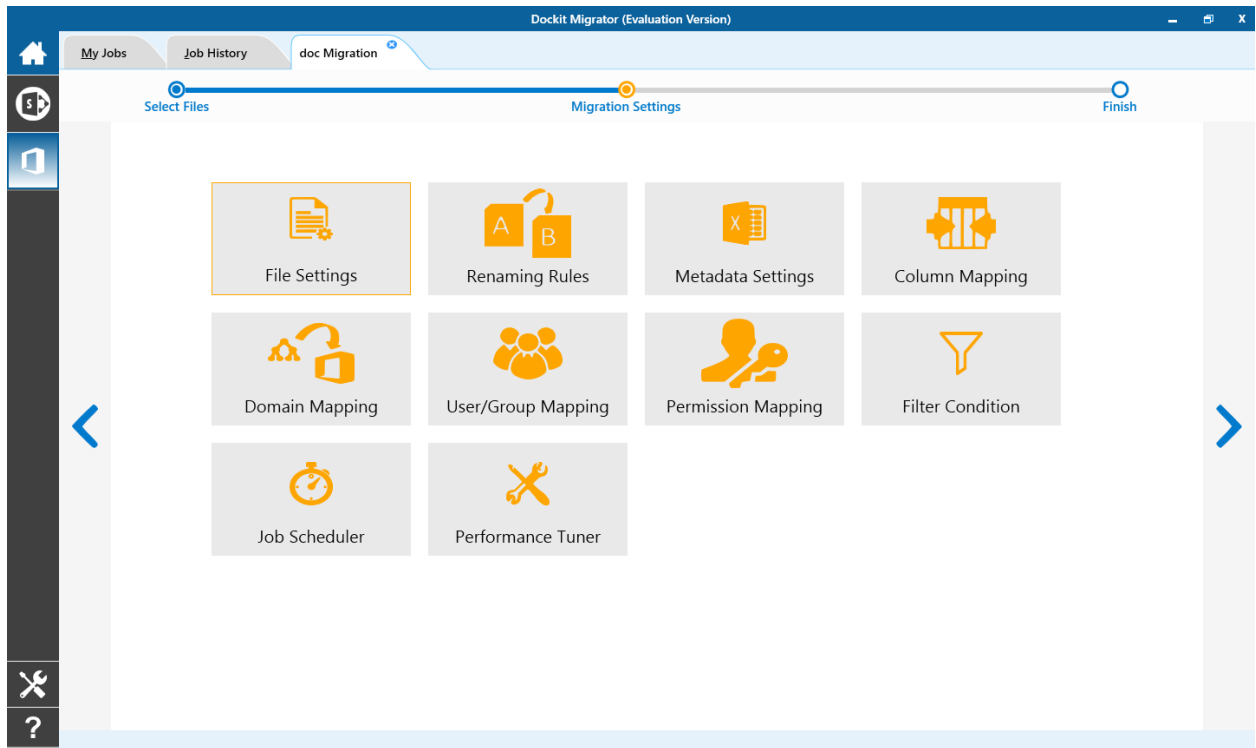 Dockit Migrator (Evaluation Version)
X
My Jobs
Job History
doc Migration
Select Files
Migration Settings
Finish
S
File Settings
A
B
Renaming Rules
X
Metadata Settings
Column Mapping
Domain Mapping
User/Group Mapping
Permission Mapping
Filter Condition
Job Scheduler
Performance Tuner
?